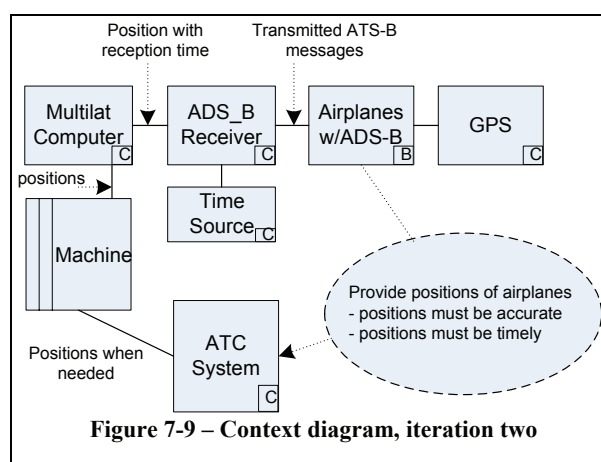 Position with
reception time
Transmitted ATS-B
messages
Multilat
Computer
C
ADS_B
Receiver
C
Airplanes
w/ADS-B
B
GPS
C
positions
Time
Source
C
Machine
Provide positions of airplanes
- positions must be accurate
- positions must be timely
ATC
System
C
Positions when
needed
Figure 7-9 – Context diagram, iteration two